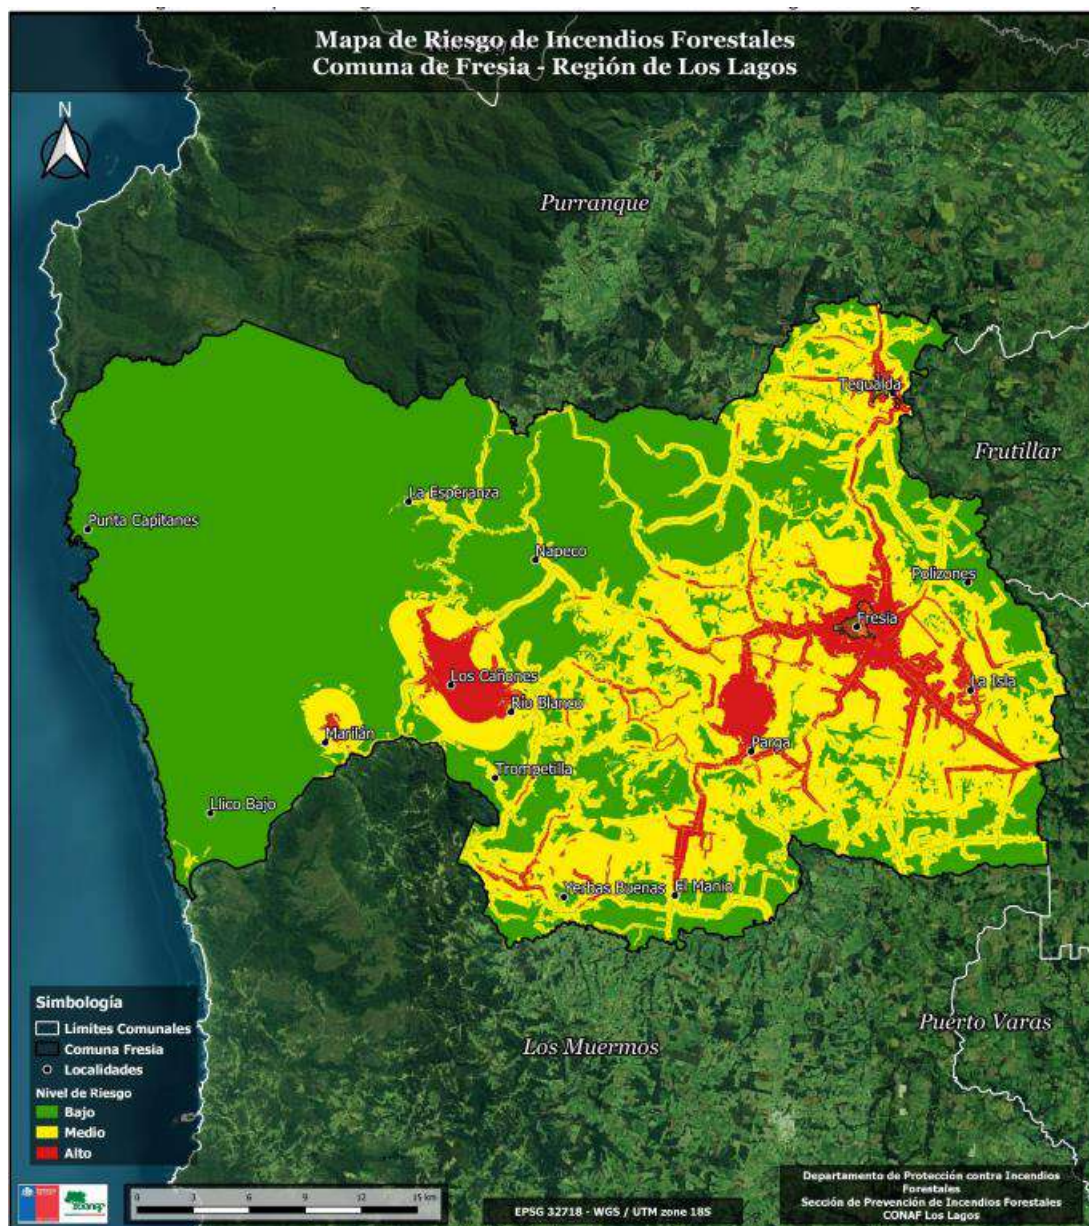 Mapa de Riesgo de Incendios Forestales
Comuna de Fresia - Región de Los Lagos
N
Purranque
Tegualda
Frutillar
La Esperanza
Punta Capitanes
Napeco
Polizones
Fresia
Los Cañones
La Isla
Río Blanco
Marilán
Parga
Trompetilla
Llico Bajo
Yerbas Buenas
El Manio
Simbología
Límites Comunales
Comuna Fresia
Localidades
Nivel de Riesgo
Bajo
Medio
Alto
Puerto Varas
Los Muermos
0 3 6 9 12 15 km
EPSG 32718 - WGS / UTM zone 18S
Departamento de Protección contra Incendios
Forestales
Sección de Prevención de Incendios Forestales
CONAF Los Lagos